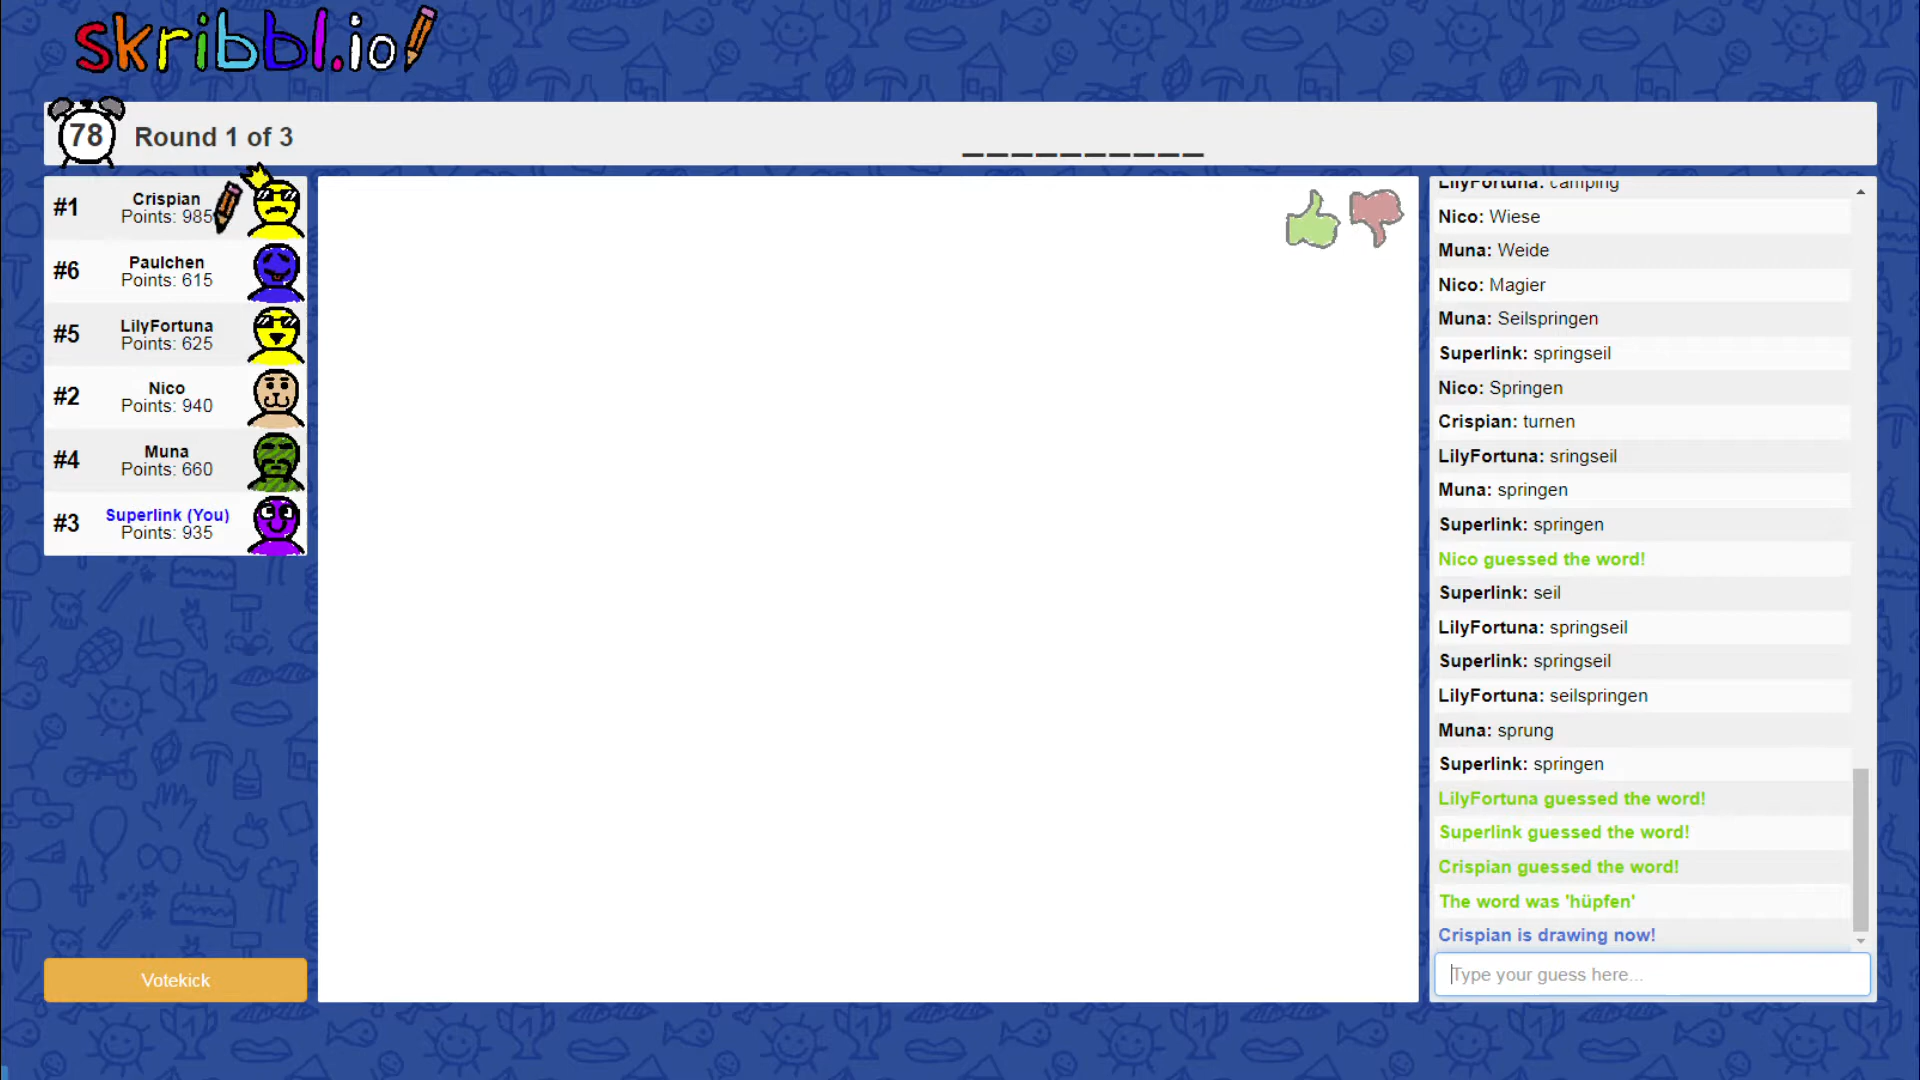 skribbl.io
78
Round 1 of 3
__________
#1
Crispian
Points: 985
#6
Paulchen
Points: 615
#5
LilyFortuna
Points: 625
#2
Nico
Points: 940
#4
Muna
Points: 660
#3
Superlink (You)
Points: 935
Votekick
LilyFortuna: camping
Nico: Wiese
Muna: Weide
Nico: Magier
Muna: Seilspringen
Superlink: springseil
Nico: Springen
Crispian: turnen
LilyFortuna: sringseil
Muna: springen
Superlink: springen
Nico guessed the word!
Superlink: seil
LilyFortuna: springseil
Superlink: springseil
LilyFortuna: seilspringen
Muna: sprung
Superlink: springen
LilyFortuna guessed the word!
Superlink guessed the word!
Crispian guessed the word!
The word was 'hüpfen'
Crispian is drawing now!
Type your guess here...